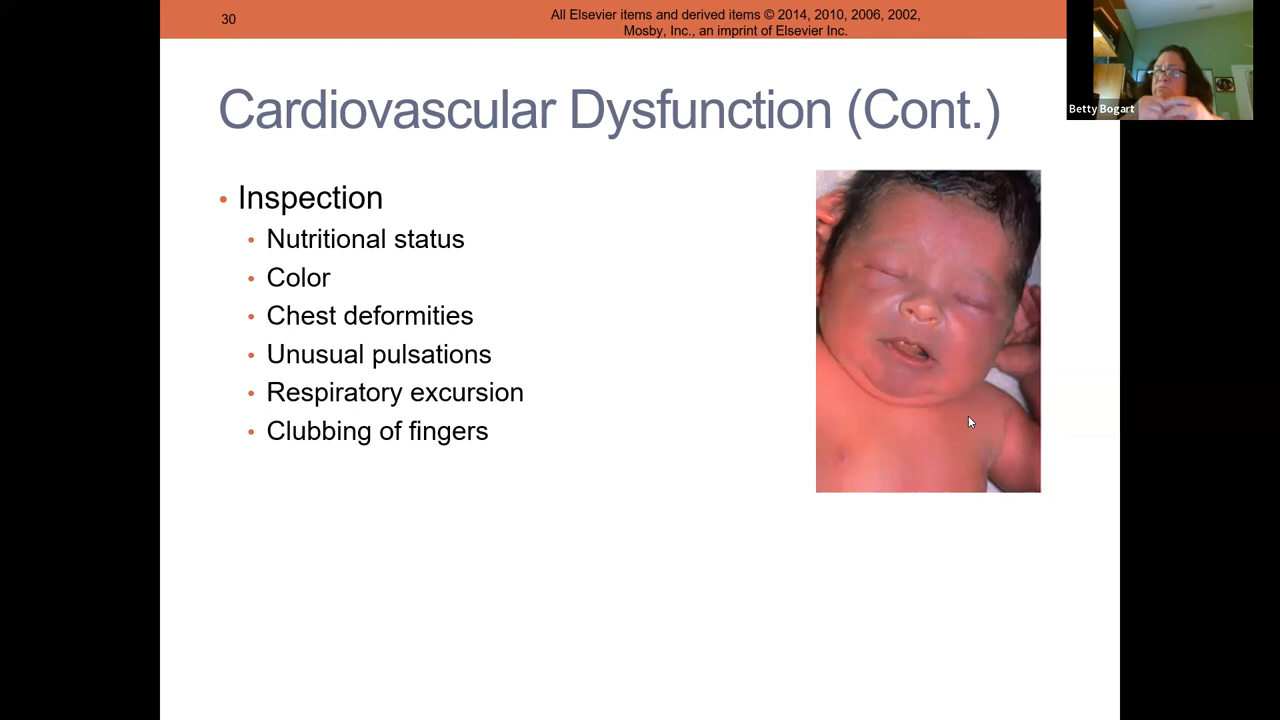 30
All Elsevier items and derived items © 2014, 2010, 2006, 2002,
Mosby, Inc., an imprint of Elsevier Inc.
Betty Bogart
Cardiovascular Dysfunction (Cont.)
• Inspection
• Nutritional status
• Color
• Chest deformities
• Unusual pulsations
• Respiratory excursion
• Clubbing of fingers